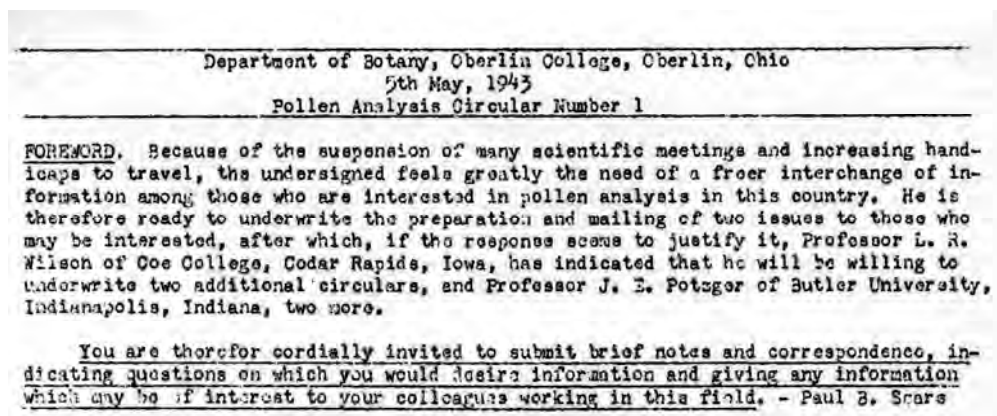 Department of Botany, Oberlin College, Oberlin, Ohio
5th May, 1943
Pollen Analysis Circular Number 1
FOREWORD. Because of the suspension of many scientific meetings and increasing hand-
icaps to travel, the undersigned feels greatly the need of a freer interchange of in-
formation among those who are interested in pollen analysis in this country. He is
therefore ready to underwrite the preparation and mailing of two issues to those who
may be interested, after which, if the response seems to justify it, Professor L. R.
Wilson of Coe College, Cedar Rapids, Iowa, has indicated that he will be willing to
underwrite two additional circulars, and Professor J. E. Potzger of Butler University,
Indianapolis, Indiana, two more.
You are therefor cordially invited to submit brief notes and correspondence, in-
dicating questions on which you would desire information and giving any information
which may be of interest to your colleagues working in this field. - Paul B. Sears